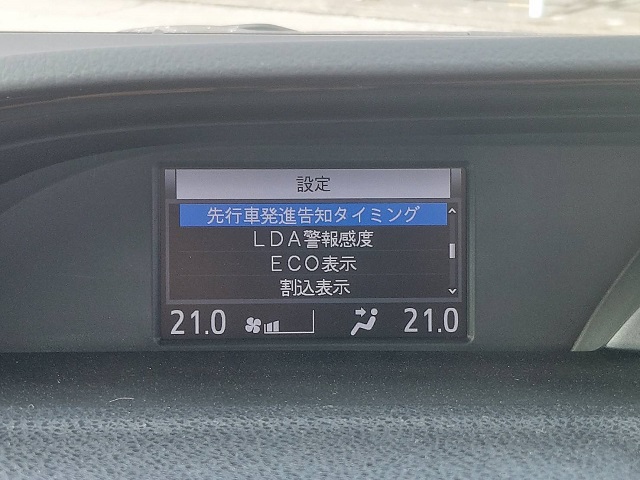 設定
先行車発進告知タイミング
LDA警報感度
ECO表示
割込表示
21.0 21.0